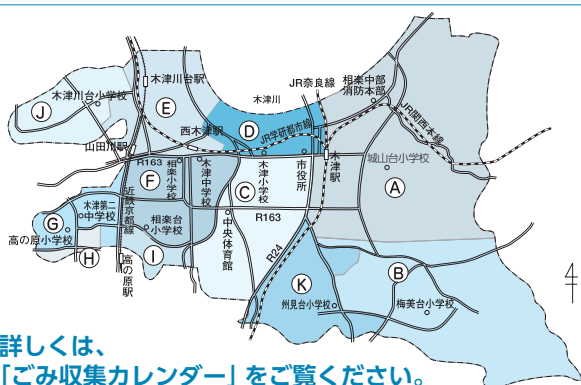 木津川台駅
木津川
JR奈良線
相楽中部
消防本部
木津川台小学校
J
E
D
JR学研都市線
JR関西本線
西木津駅
山田川駅
R163
相楽小学校
木津中学校
木津小学校
市役所
木津駅
城山台小学校
F
C
A
近鉄京都線
木津第二
中学校
相楽台
小学校
中央体育館
R163
G
高の原小学校
H
高の原駅
I
R24
K
B
州見台小学校
梅美台小学校
詳しくは、
「ごみ収集カレンダー」をご覧ください。